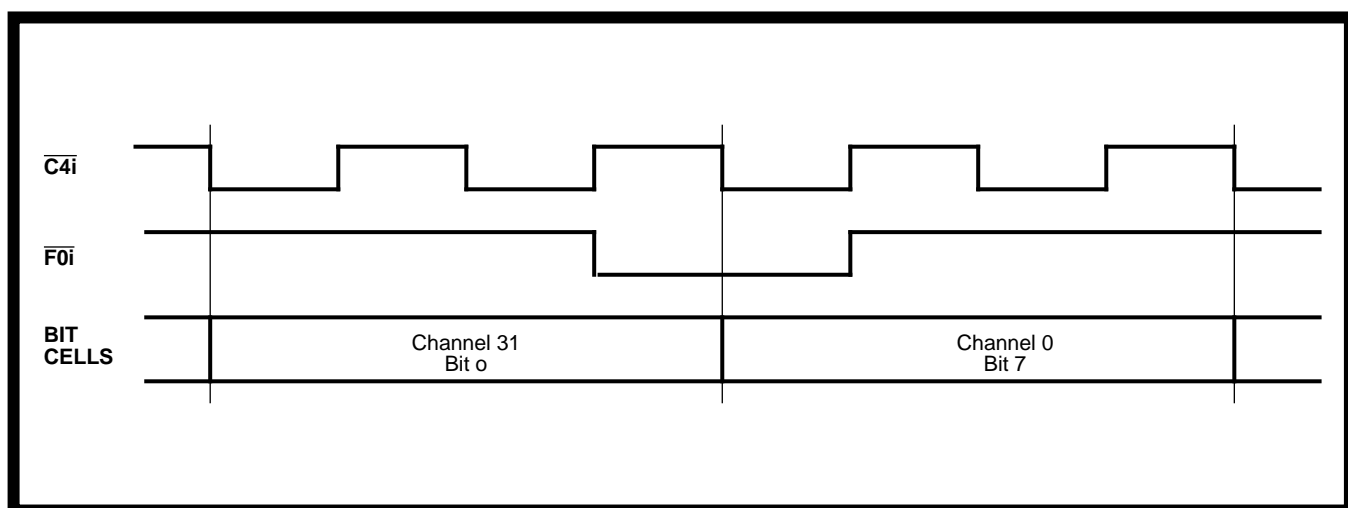 C4i
F0i
BIT
CELLS
Channel 31
Bit o
Channel 0
Bit 7